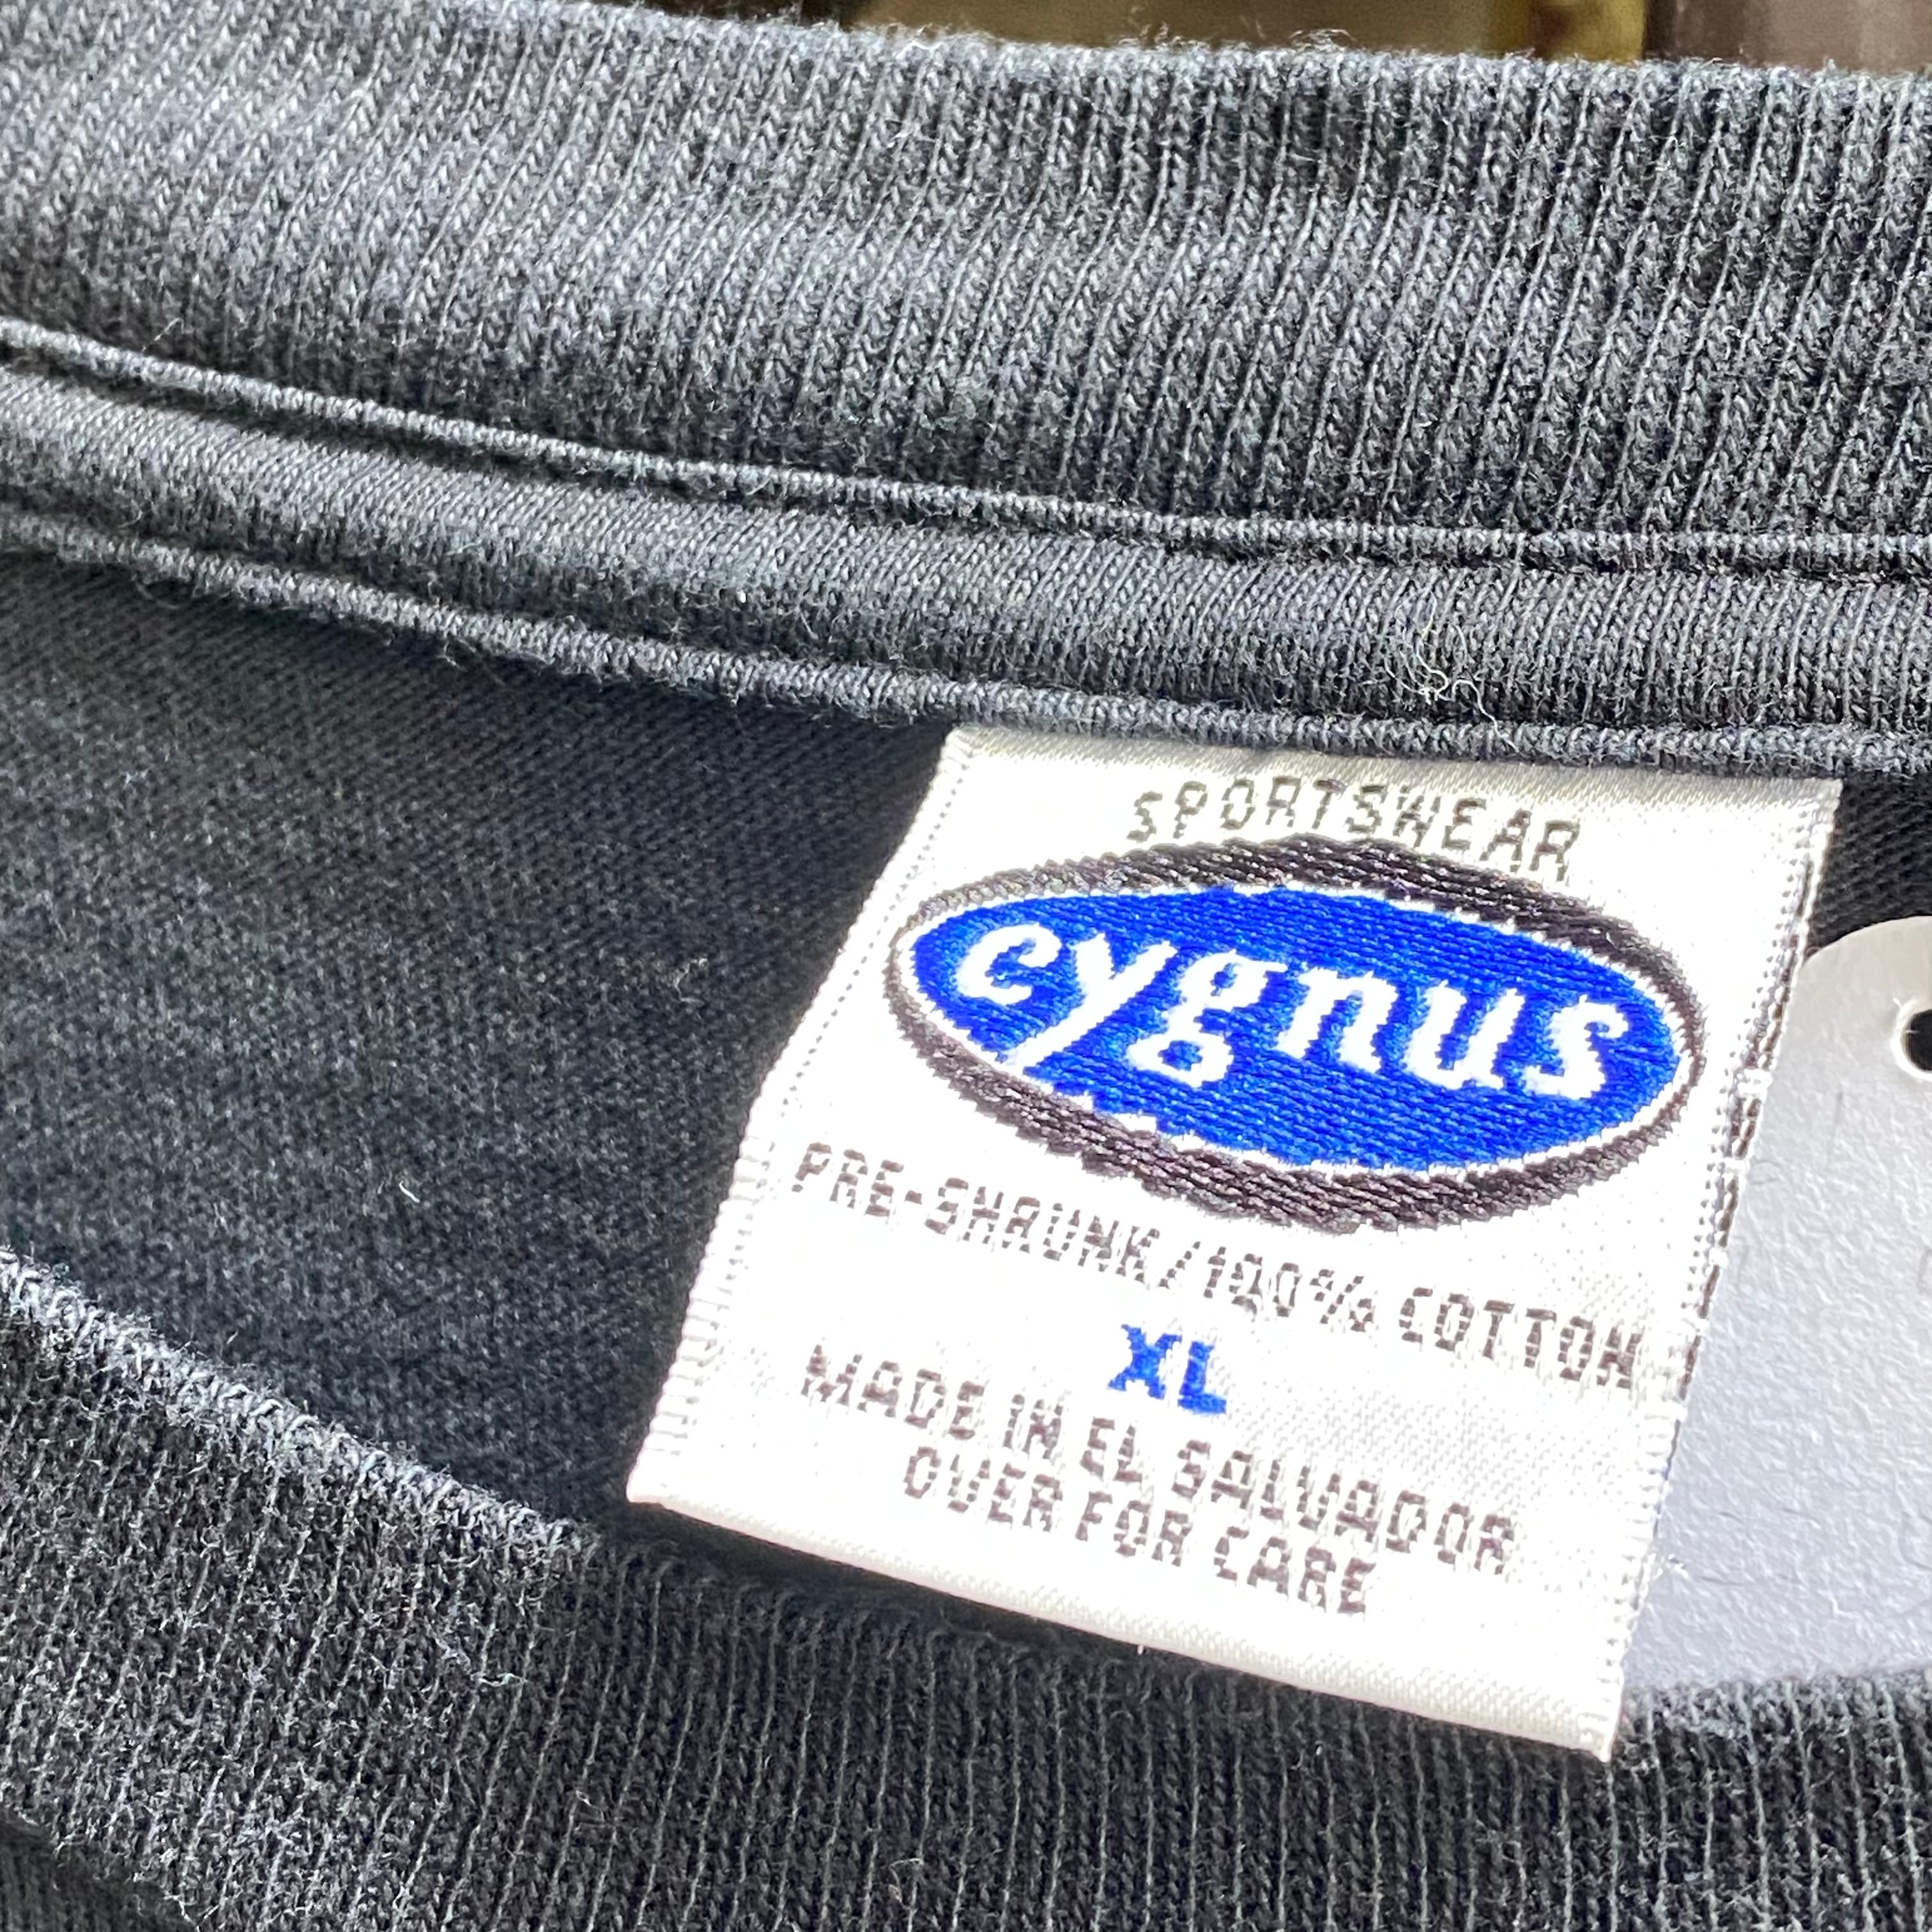 SPORTSWEAR
cygnus
PRE-SHRUNK/100% COTTON
XL
MADE IN EL SALVADOR
OVER FOR CARE